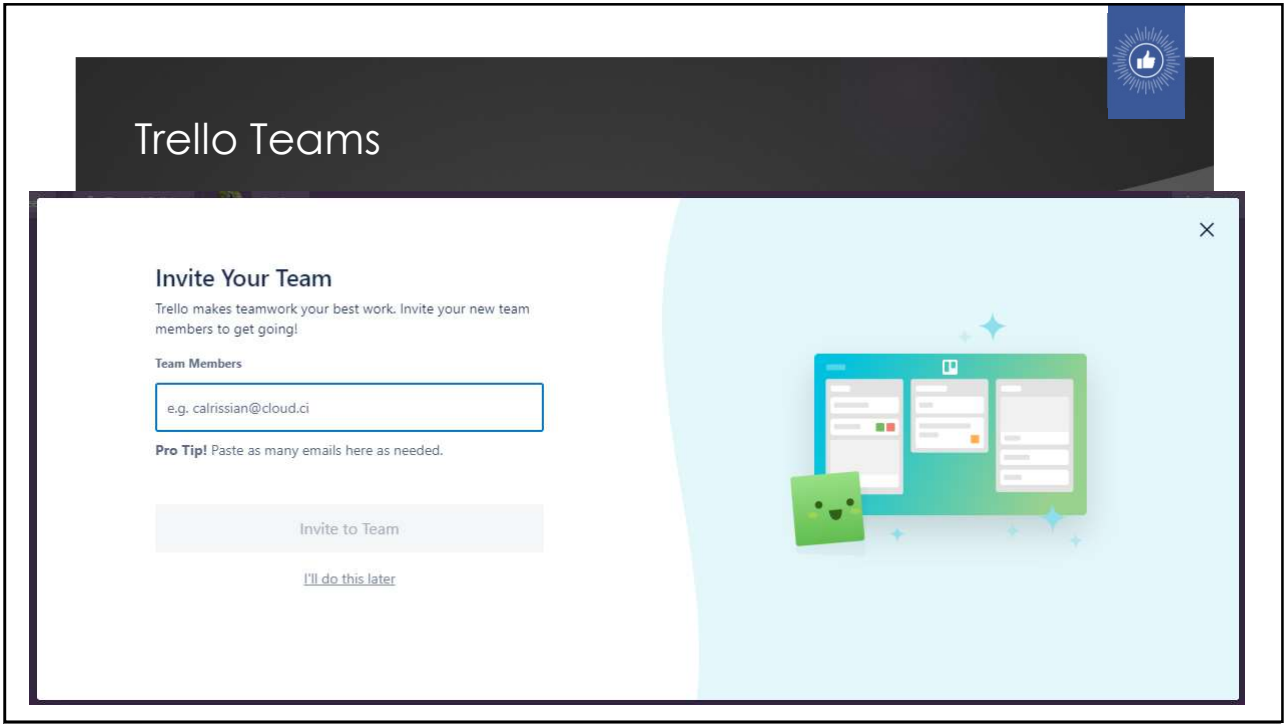 Trello Teams
Invite Your Team
Trello makes teamwork your best work. Invite your new team
members to get going!
Team Members
e.g. calrissian@cloud.ci
Pro Tip! Paste as many emails here as needed.
Invite to Team
I'll do this later